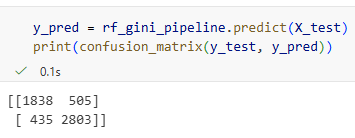 y_pred = rf_gini_pipeline.predict(X_test)
print(confusion_matrix(y_test, y_pred))
✓ 0.1s
[[1838 505]
[ 435 2803]]